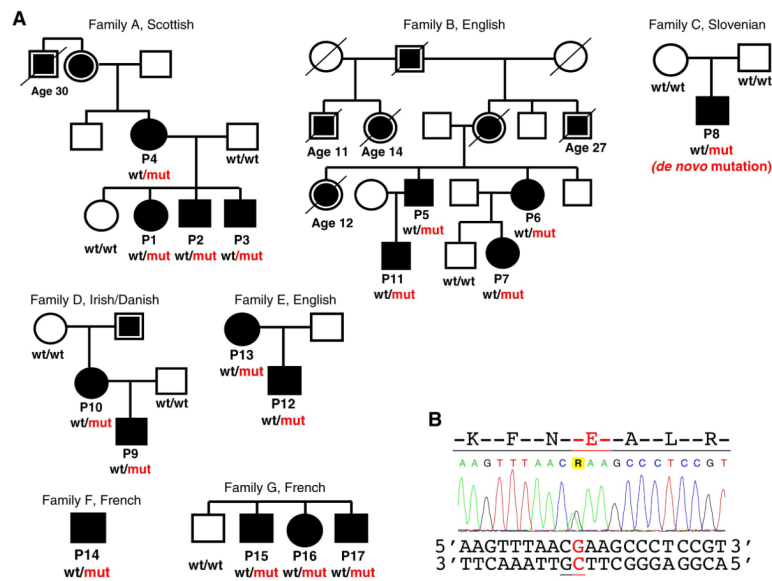 A
Family A, Scottish
Age 30
P4
wt/mut
wt/wt
wt/wt
P1
wt/mut
P2
wt/mut
P3
wt/mut
Family B, English
Age 11
Age 14
Age 27
Age 12
P5
wt/mut
P6
wt/mut
P11
wt/mut
wt/wt
P7
wt/mut
Family C, Slovenian
wt/wt
wt/wt
P8
wt/mut
(de novo mutation)
Family D, Irish/Danish
wt/wt
P10
wt/mut
wt/wt
P9
wt/mut
Family E, English
P13
wt/mut
P12
wt/mut
Family F, French
P14
wt/mut
Family G, French
wt/wt
P15
wt/mut
P16
wt/mut
P17
wt/mut
B
-K-F-N-E-A-L-R-
A A G T T T A A C R A A G C C C T C C G T
5′AAGTTTAACGAAGCCCTCCGT 3′
3′TTCAAATTGCTTCGGGAGGCA 5′